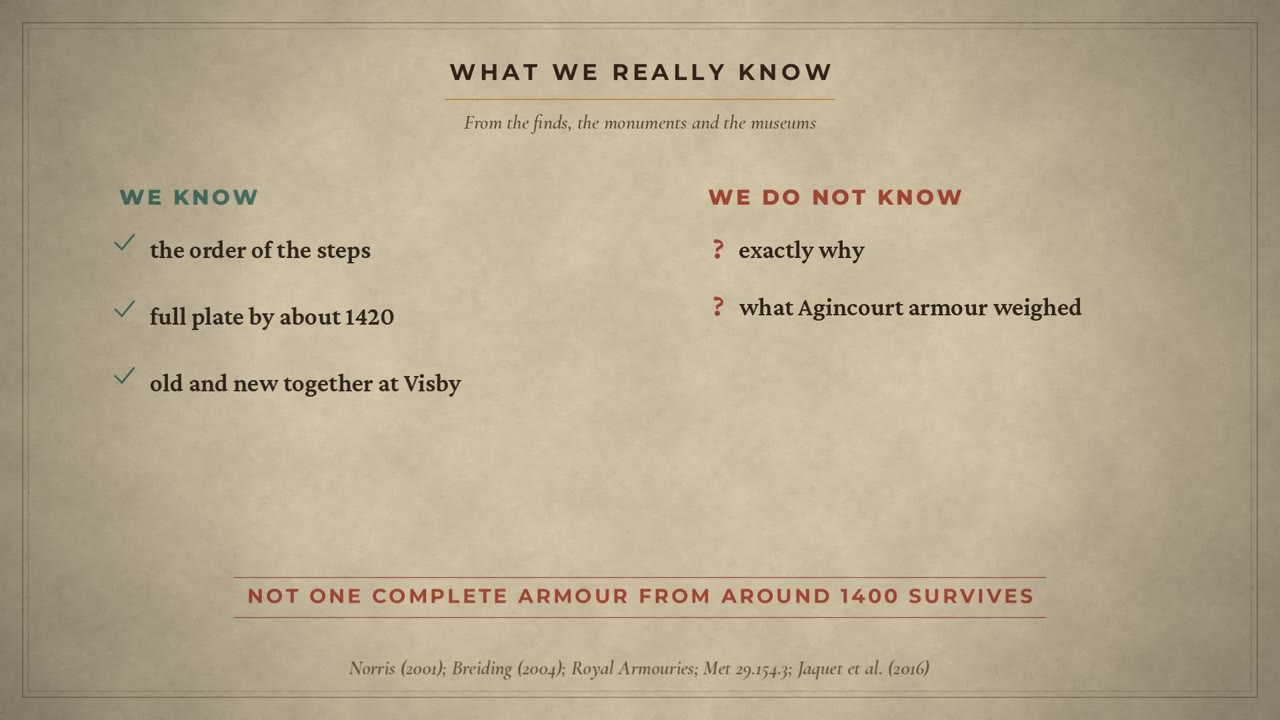 WHAT WE REALLY KNOW
From the finds, the monuments and the museums
WE KNOW
✓ the order of the steps
✓ full plate by about 1420
✓ old and new together at Visby
WE DO NOT KNOW
? exactly why
? what Agincourt armour weighed
NOT ONE COMPLETE ARMOUR FROM AROUND 1400 SURVIVES
Norris (2001); Breiding (2004); Royal Armouries; Met 29.154.3; Jaquet et al. (2016)